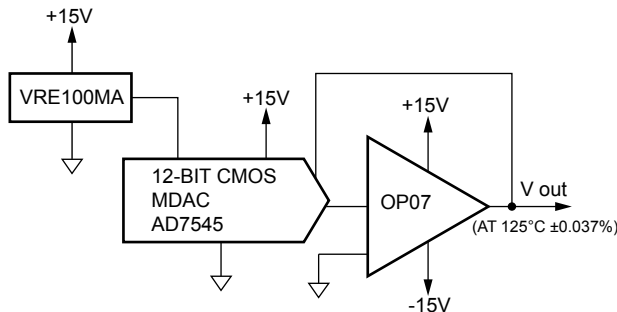 +15V
VRE100MA
+15V
12-BIT CMOS
MDAC
AD7545
+15V
OP07
V out
(AT 125°C ±0.037%)
-15V